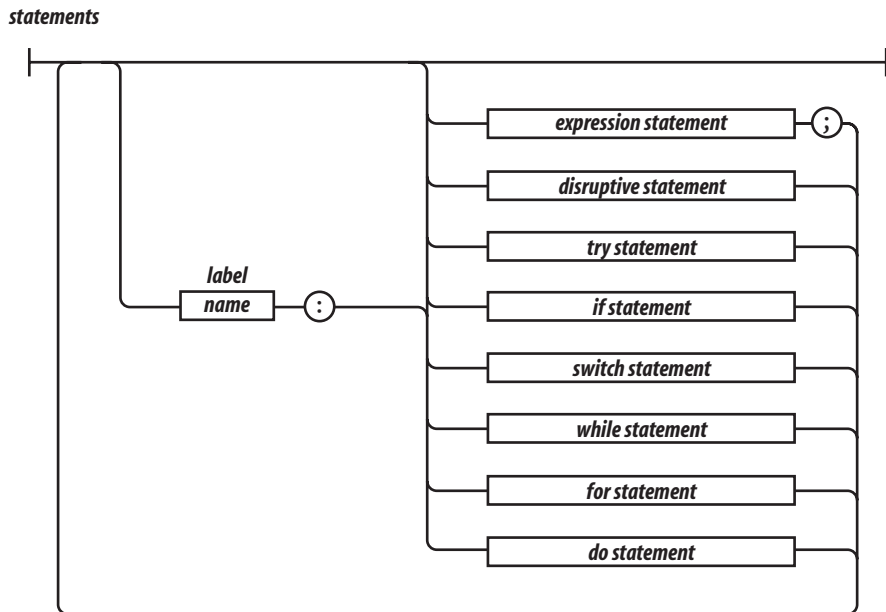 statements
expression statement ;
disruptive statement
try statement
label
name :
if statement
switch statement
while statement
for statement
do statement